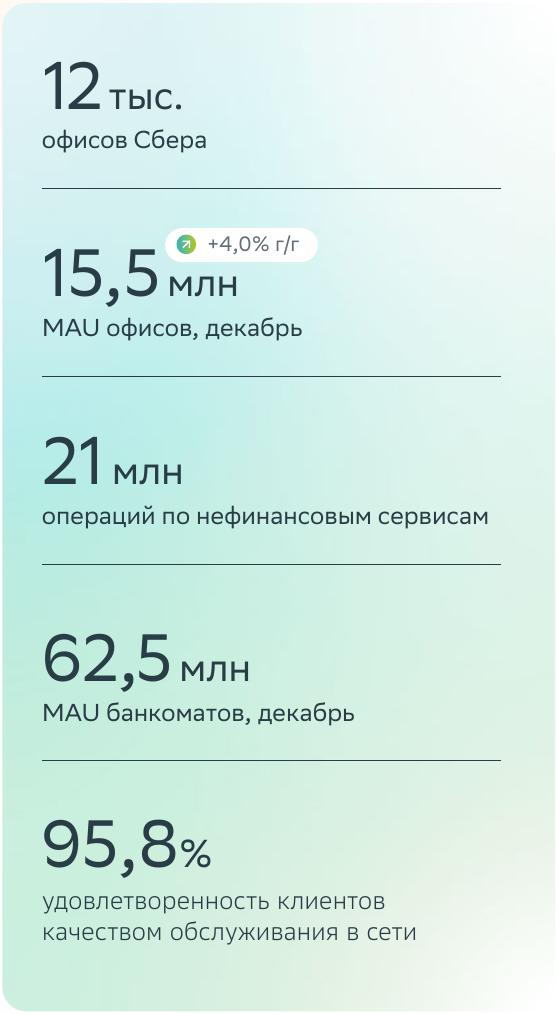 12 тыс.
офисов Сбера
+4,0% г/г
15,5 млн
MAU офисов, декабрь
21 млн
операций по нефинансовым сервисам
62,5 млн
MAU банкоматов, декабрь
95,8%
удовлетворенность клиентов
качеством обслуживания в сети